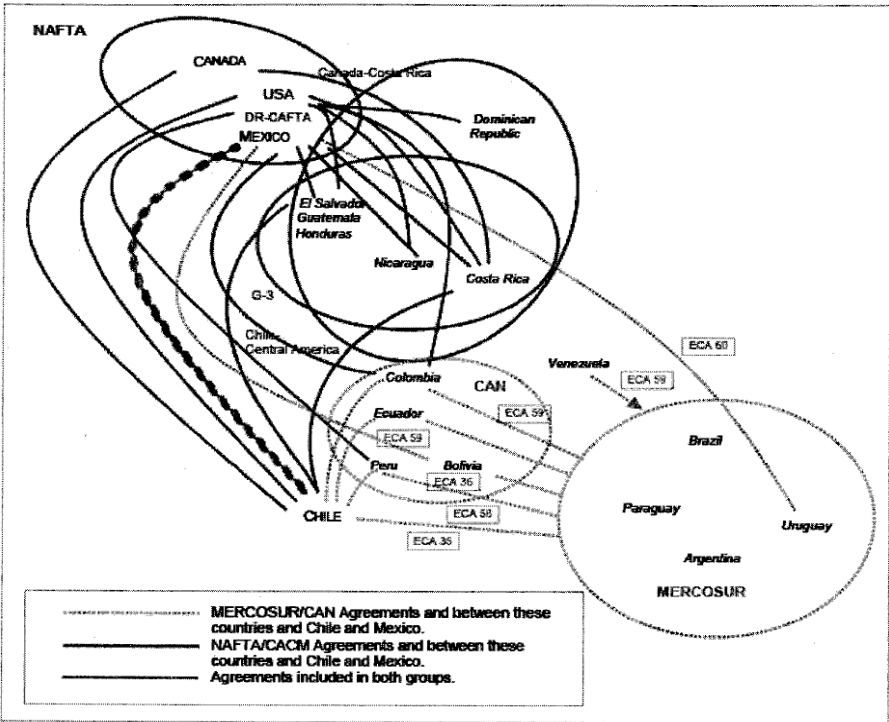 NAFTA
CANADA
Canada-Costa Rica
USA
DR-CAFTA
MEXICO
Dominican
Republic
El Salvador
Guatemala
Honduras
Nicaragua
Costa Rica
G-3
Chile-
Central America
ECA 60
Venezuela
ECA 59
Colombia
CAN
ECA 59
Ecuador
ECA 59
Brazil
Peru
Bolivia
ECA 36
Paraguay
Uruguay
CHILE
ECA 58
ECA 35
Argentina
MERCOSUR
MERCOSUR/CAN Agreements and between these
countries and Chile and Mexico.
NAFTA/CACM Agreements and between these
countries and Chile and Mexico.
Agreements included in both groups.